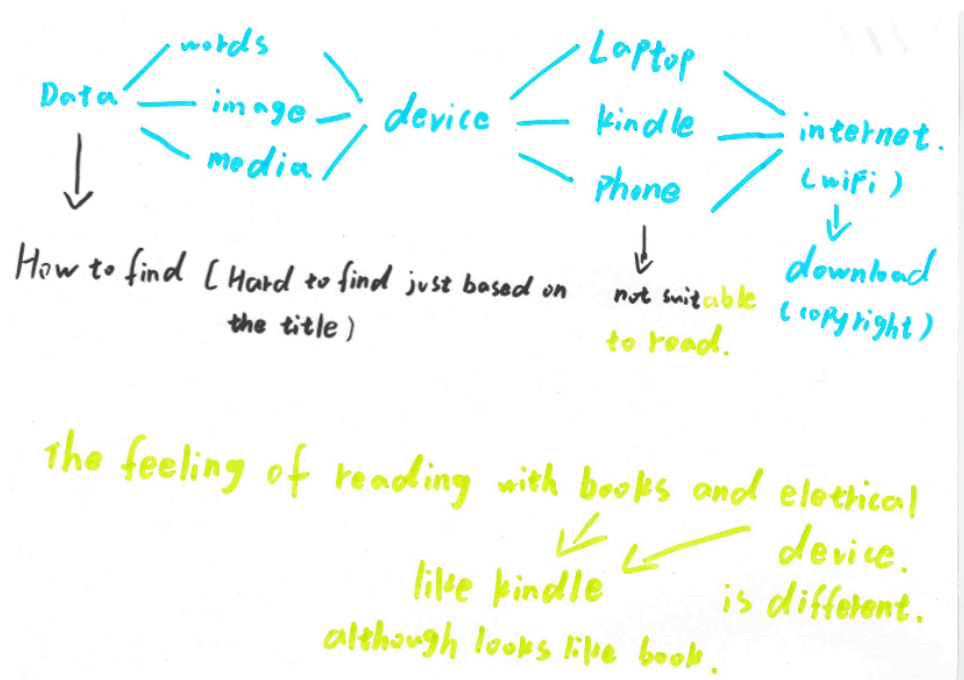 words
Data
image
media
device
Laptop
kindle
phone
internet.
(wifi)
download
(copyright)
How to find (Hard to find just based on
the title)
not suitable
to read.
The feeling of reading with books and eletrical
device.
is different.
like kindle
although looks like book.